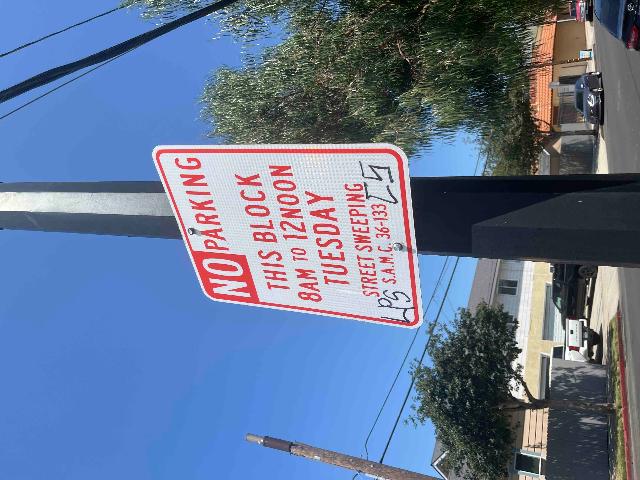 NO PARKING
THIS BLOCK
8AM TO 12NOON
TUESDAY
STREET SWEEPING
S.A.M.C. 36-133